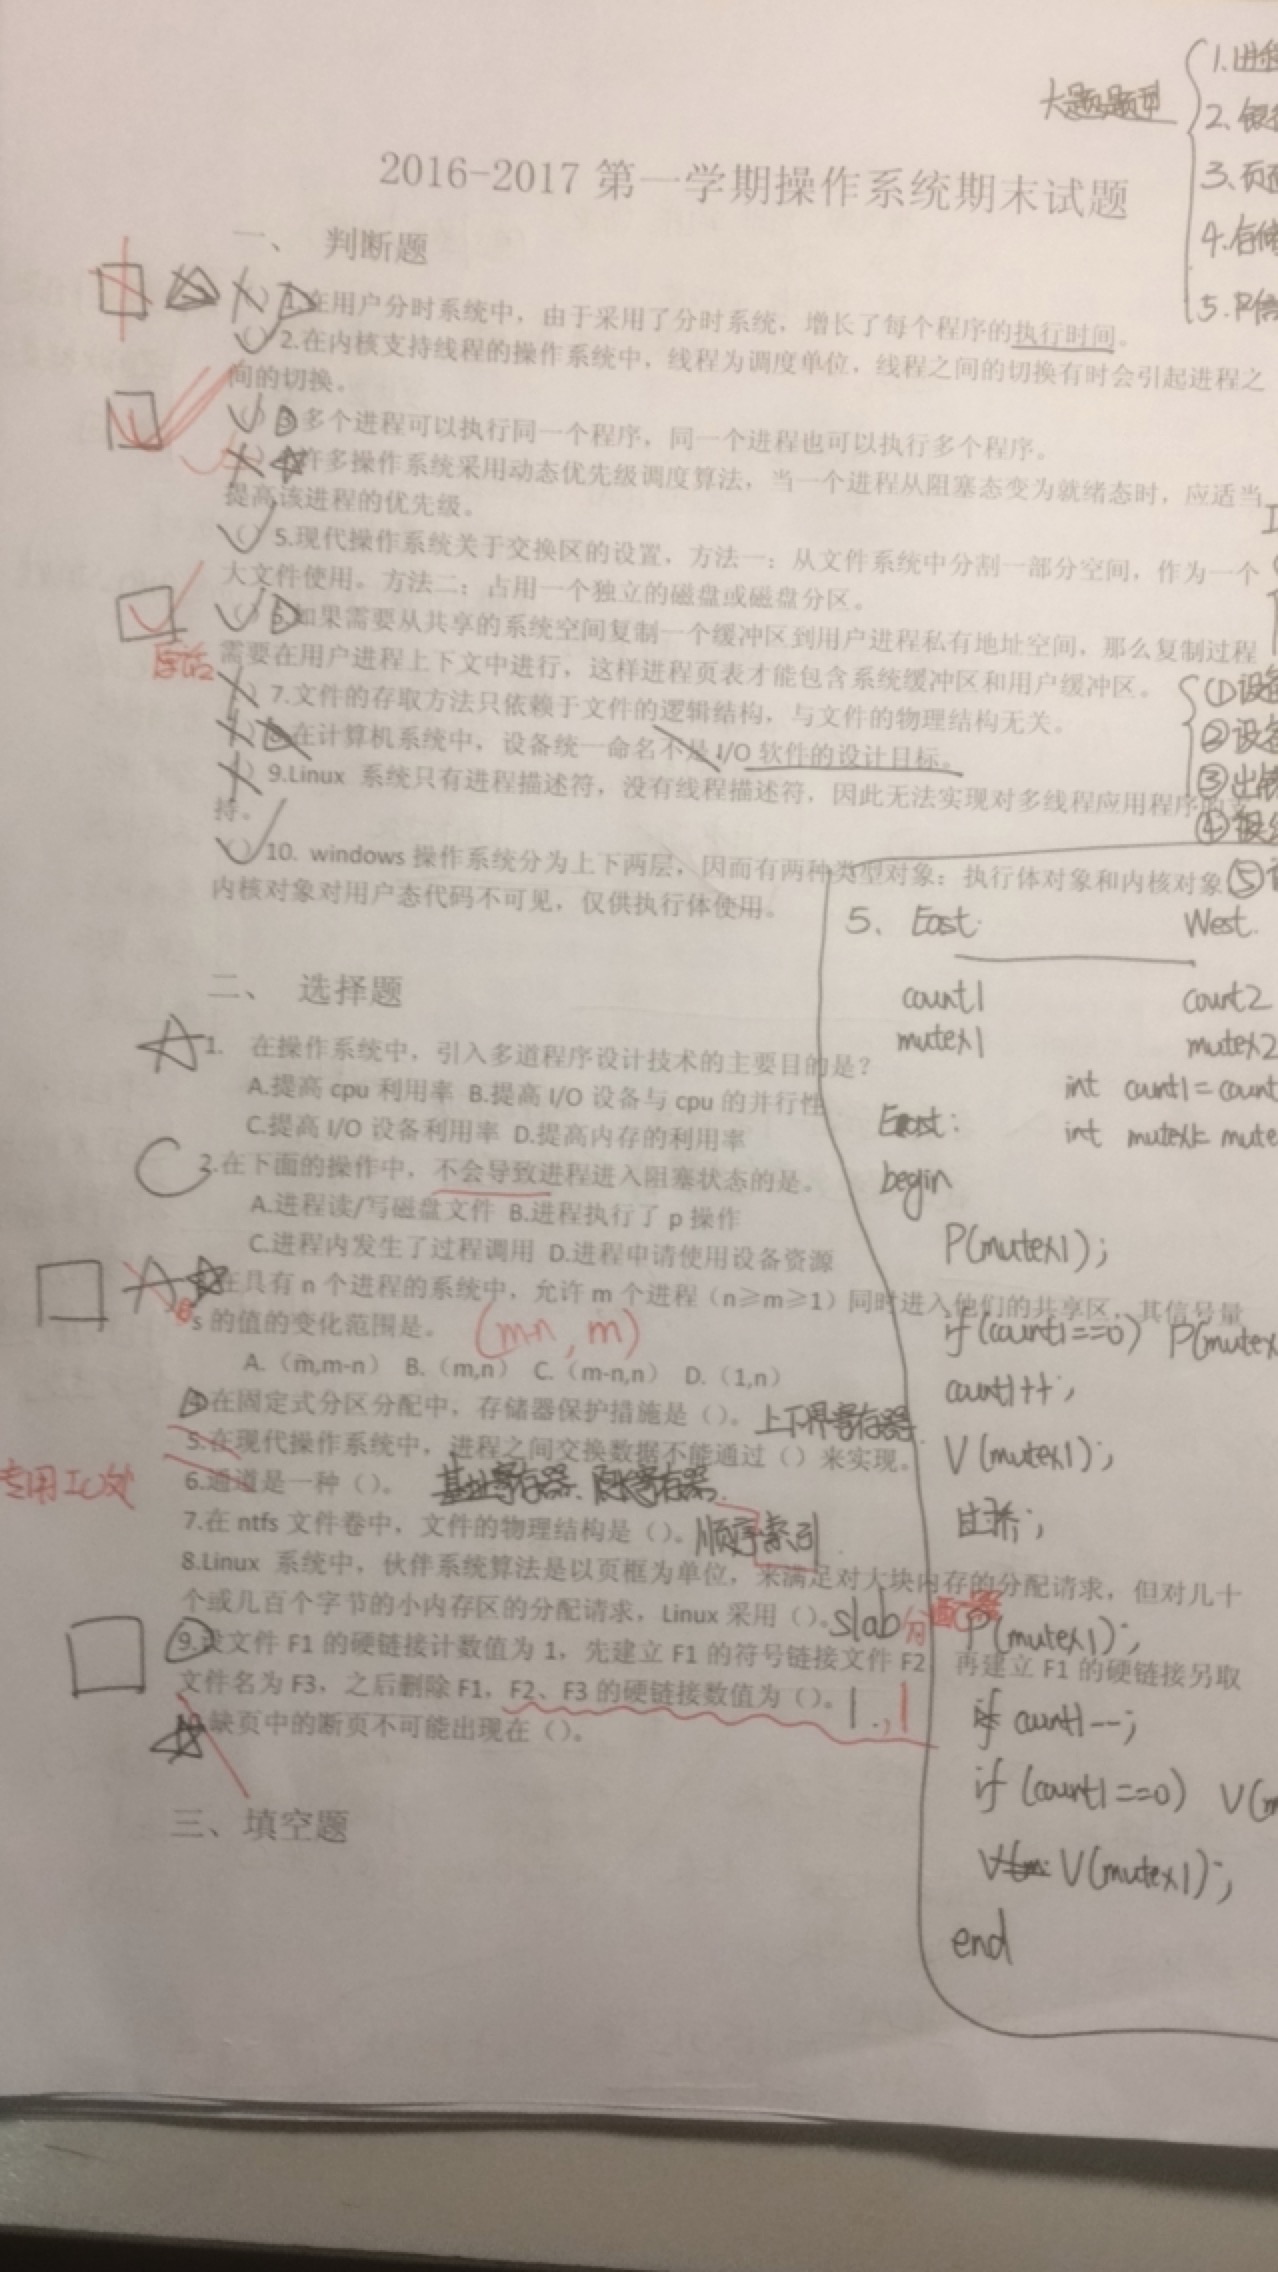 大题题型
1.进程
2.银
3.页面
4.存储
5.P
2016-2017 第一学期操作系统期末试题
一、 判断题
( ) 1.在用户分时系统中，由于采用了分时系统，增长了每个程序的执行时间。
( ) 2.在内核支持线程的操作系统中，线程为调度单位，线程之间的切换有时会引起进程之
间的切换。
( ) 3.多个进程可以执行同一个程序，同一个进程也可以执行多个程序。
( ) 许多操作系统采用动态优先级调度算法，当一个进程从阻塞态变为就绪态时，应适当
提高该进程的优先级。
( ) 5.现代操作系统关于交换区的设置，方法一：从文件系统中分割一部分空间，作为一个
大文件使用。方法二：占用一个独立的磁盘或磁盘分区。
( ) 6.如果需要从共享的系统空间复制一个缓冲区到用户进程私有地址空间，那么复制过程
需要在用户进程上下文中进行，这样进程页表才能包含系统缓冲区和用户缓冲区。
原话
( ) 7.文件的存取方法只依赖于文件的逻辑结构，与文件的物理结构无关。
( ) 8.在计算机系统中，设备统一命名不是 I/O 软件的设计目标。
( ) 9.Linux 系统只有进程描述符，没有线程描述符，因此无法实现对多线程应用程序的支
持。
( ) 10. windows 操作系统分为上下两层，因而有两种类型对象：执行体对象和内核对象
内核对象对用户态代码不可见，仅供执行体使用。
①设备
②设备
③出错
④
⑤
二、 选择题
A 1. 在操作系统中，引入多道程序设计技术的主要目的是？
A.提高 cpu 利用率 B.提高 I/O 设备与 cpu 的并行性
C.提高 I/O 设备利用率 D.提高内存的利用率
C 2.在下面的操作中，不会导致进程进入阻塞状态的是。
A.进程读/写磁盘文件 B.进程执行了 p 操作
C.进程内发生了过程调用 D.进程申请使用设备资源
A 在具有 n 个进程的系统中，允许 m 个进程（n≥m≥1）同时进入他们的共享区，其信号量
s 的值的变化范围是。 (m-n, m)
A.（m,m-n） B.（m,n） C.（m-n,n） D.（1,n）
4.在固定式分区分配中，存储器保护措施是（）。上下界寄存器
5.在现代操作系统中，进程之间交换数据不能通过（）来实现。
专用IO处
6.通道是一种（）。 基址寄存器、限长寄存器.
7.在 ntfs 文件卷中，文件的物理结构是（）。顺序索引
8.Linux 系统中，伙伴系统算法是以页框为单位，来满足对大块内存的分配请求，但对几十
个或几百个字节的小内存区的分配请求，Linux 采用（）。slab分配器
9.设文件 F1 的硬链接计数值为 1，先建立 F1 的符号链接文件 F2 再建立 F1 的硬链接另取
文件名为 F3，之后删除 F1，F2、F3 的硬链接数值为（）。1.,1
缺页中的断页不可能出现在（）。
三、填空题
5、 East. West.
count1 count2
mutex1 mutex2
int count1 = count
int mutex1= mute
East:
begin
P(mutex1);
if(count1==0) P(mutex
count1++;
V(mutex1);
过桥;
P(mutex1);
count1--;
if (count1==0) V(m
V(mutex1);
end